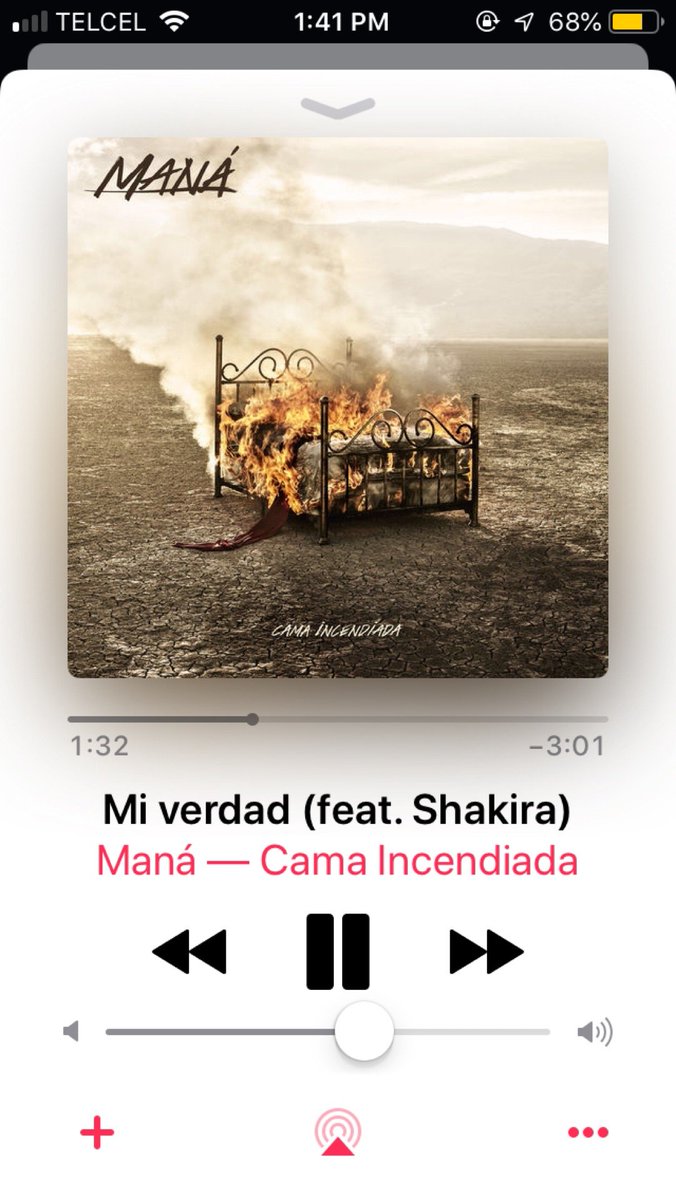 TELCEL 1:41 PM 68%
MANÁ
CAMA INCENDIADA
1:32 −3:01
Mi verdad (feat. Shakira)
Maná — Cama Incendiada